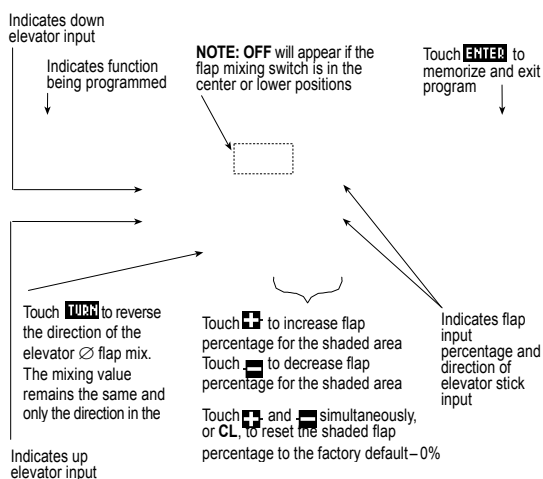 Indicates down
elevator input
Indicates function
being programmed
NOTE: OFF will appear if the
flap mixing switch is in the
center or lower positions
Touch ENTER to
memorize and exit
program
Touch TURN to reverse
the direction of the
elevator ∅ flap mix.
The mixing value
remains the same and
only the direction in the
Touch + to increase flap
percentage for the shaded area
Touch - to decrease flap
percentage for the shaded area
Touch + and - simultaneously,
or CL, to reset the shaded flap
percentage to the factory default–0%
Indicates flap
input
percentage and
direction of
elevator stick
input
Indicates up
elevator input